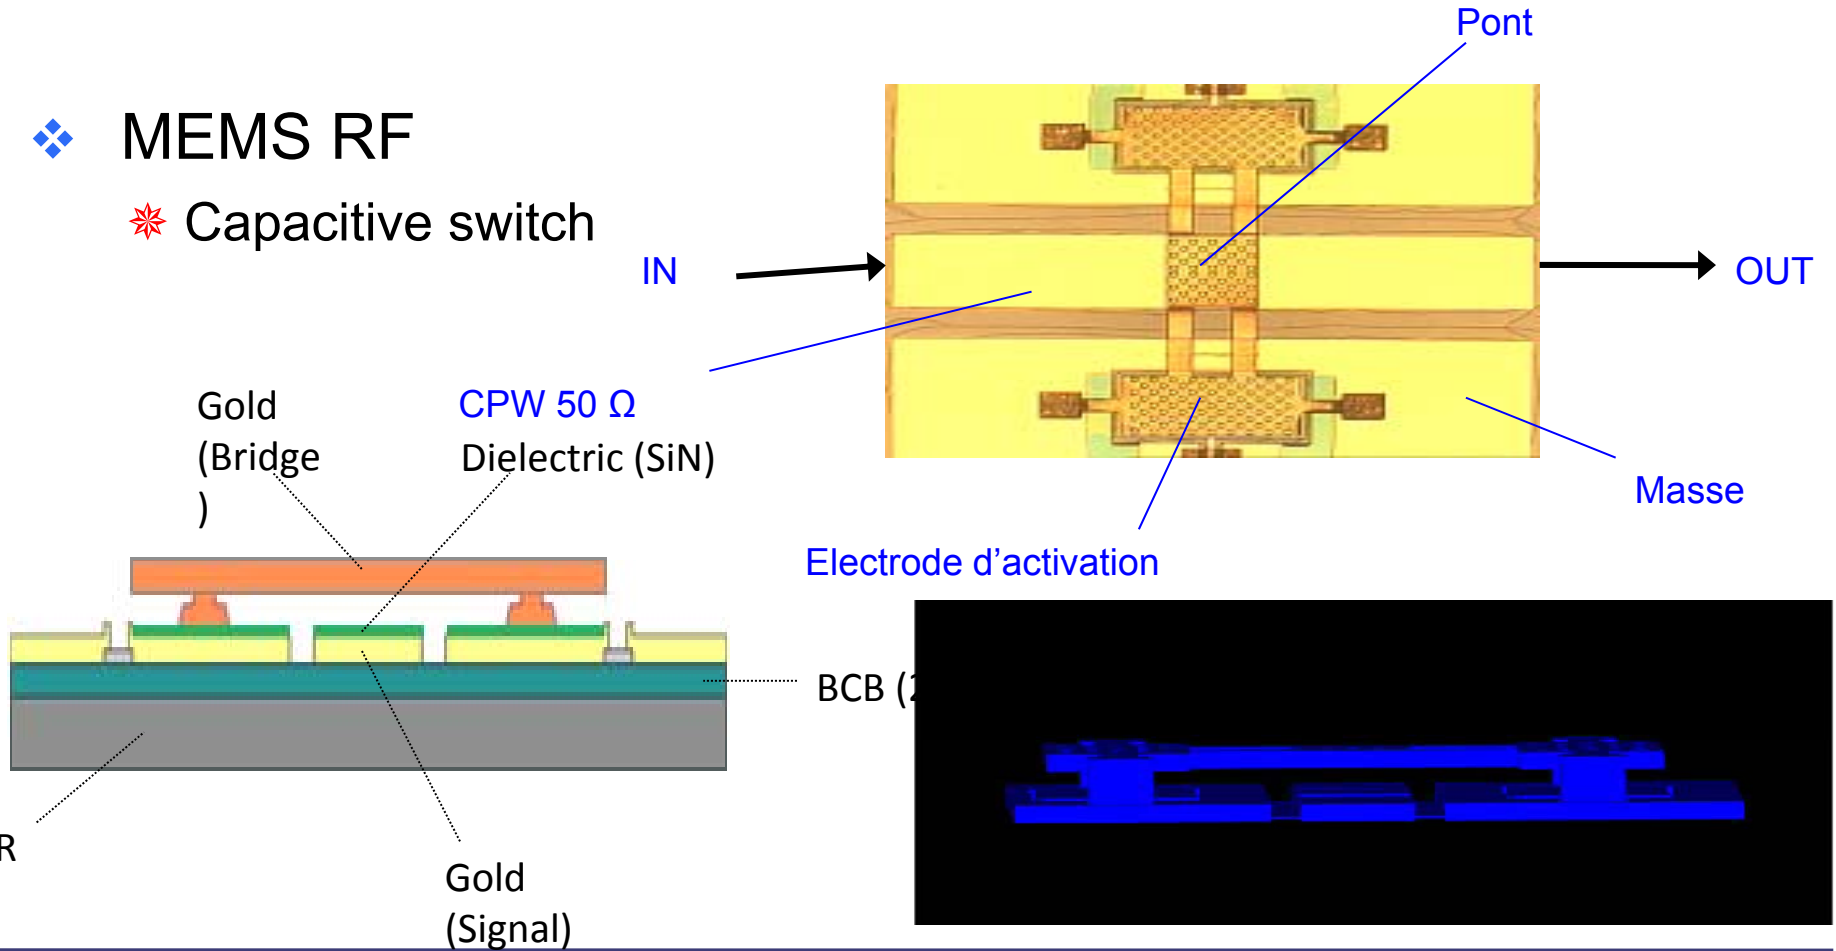 Pont
MEMS RF
Capacitive switch
IN
OUT
Gold
(Bridge
)
CPW 50 Ω
Dielectric (SiN)
Masse
Electrode d’activation
BCB (2
R
Gold
(Signal)